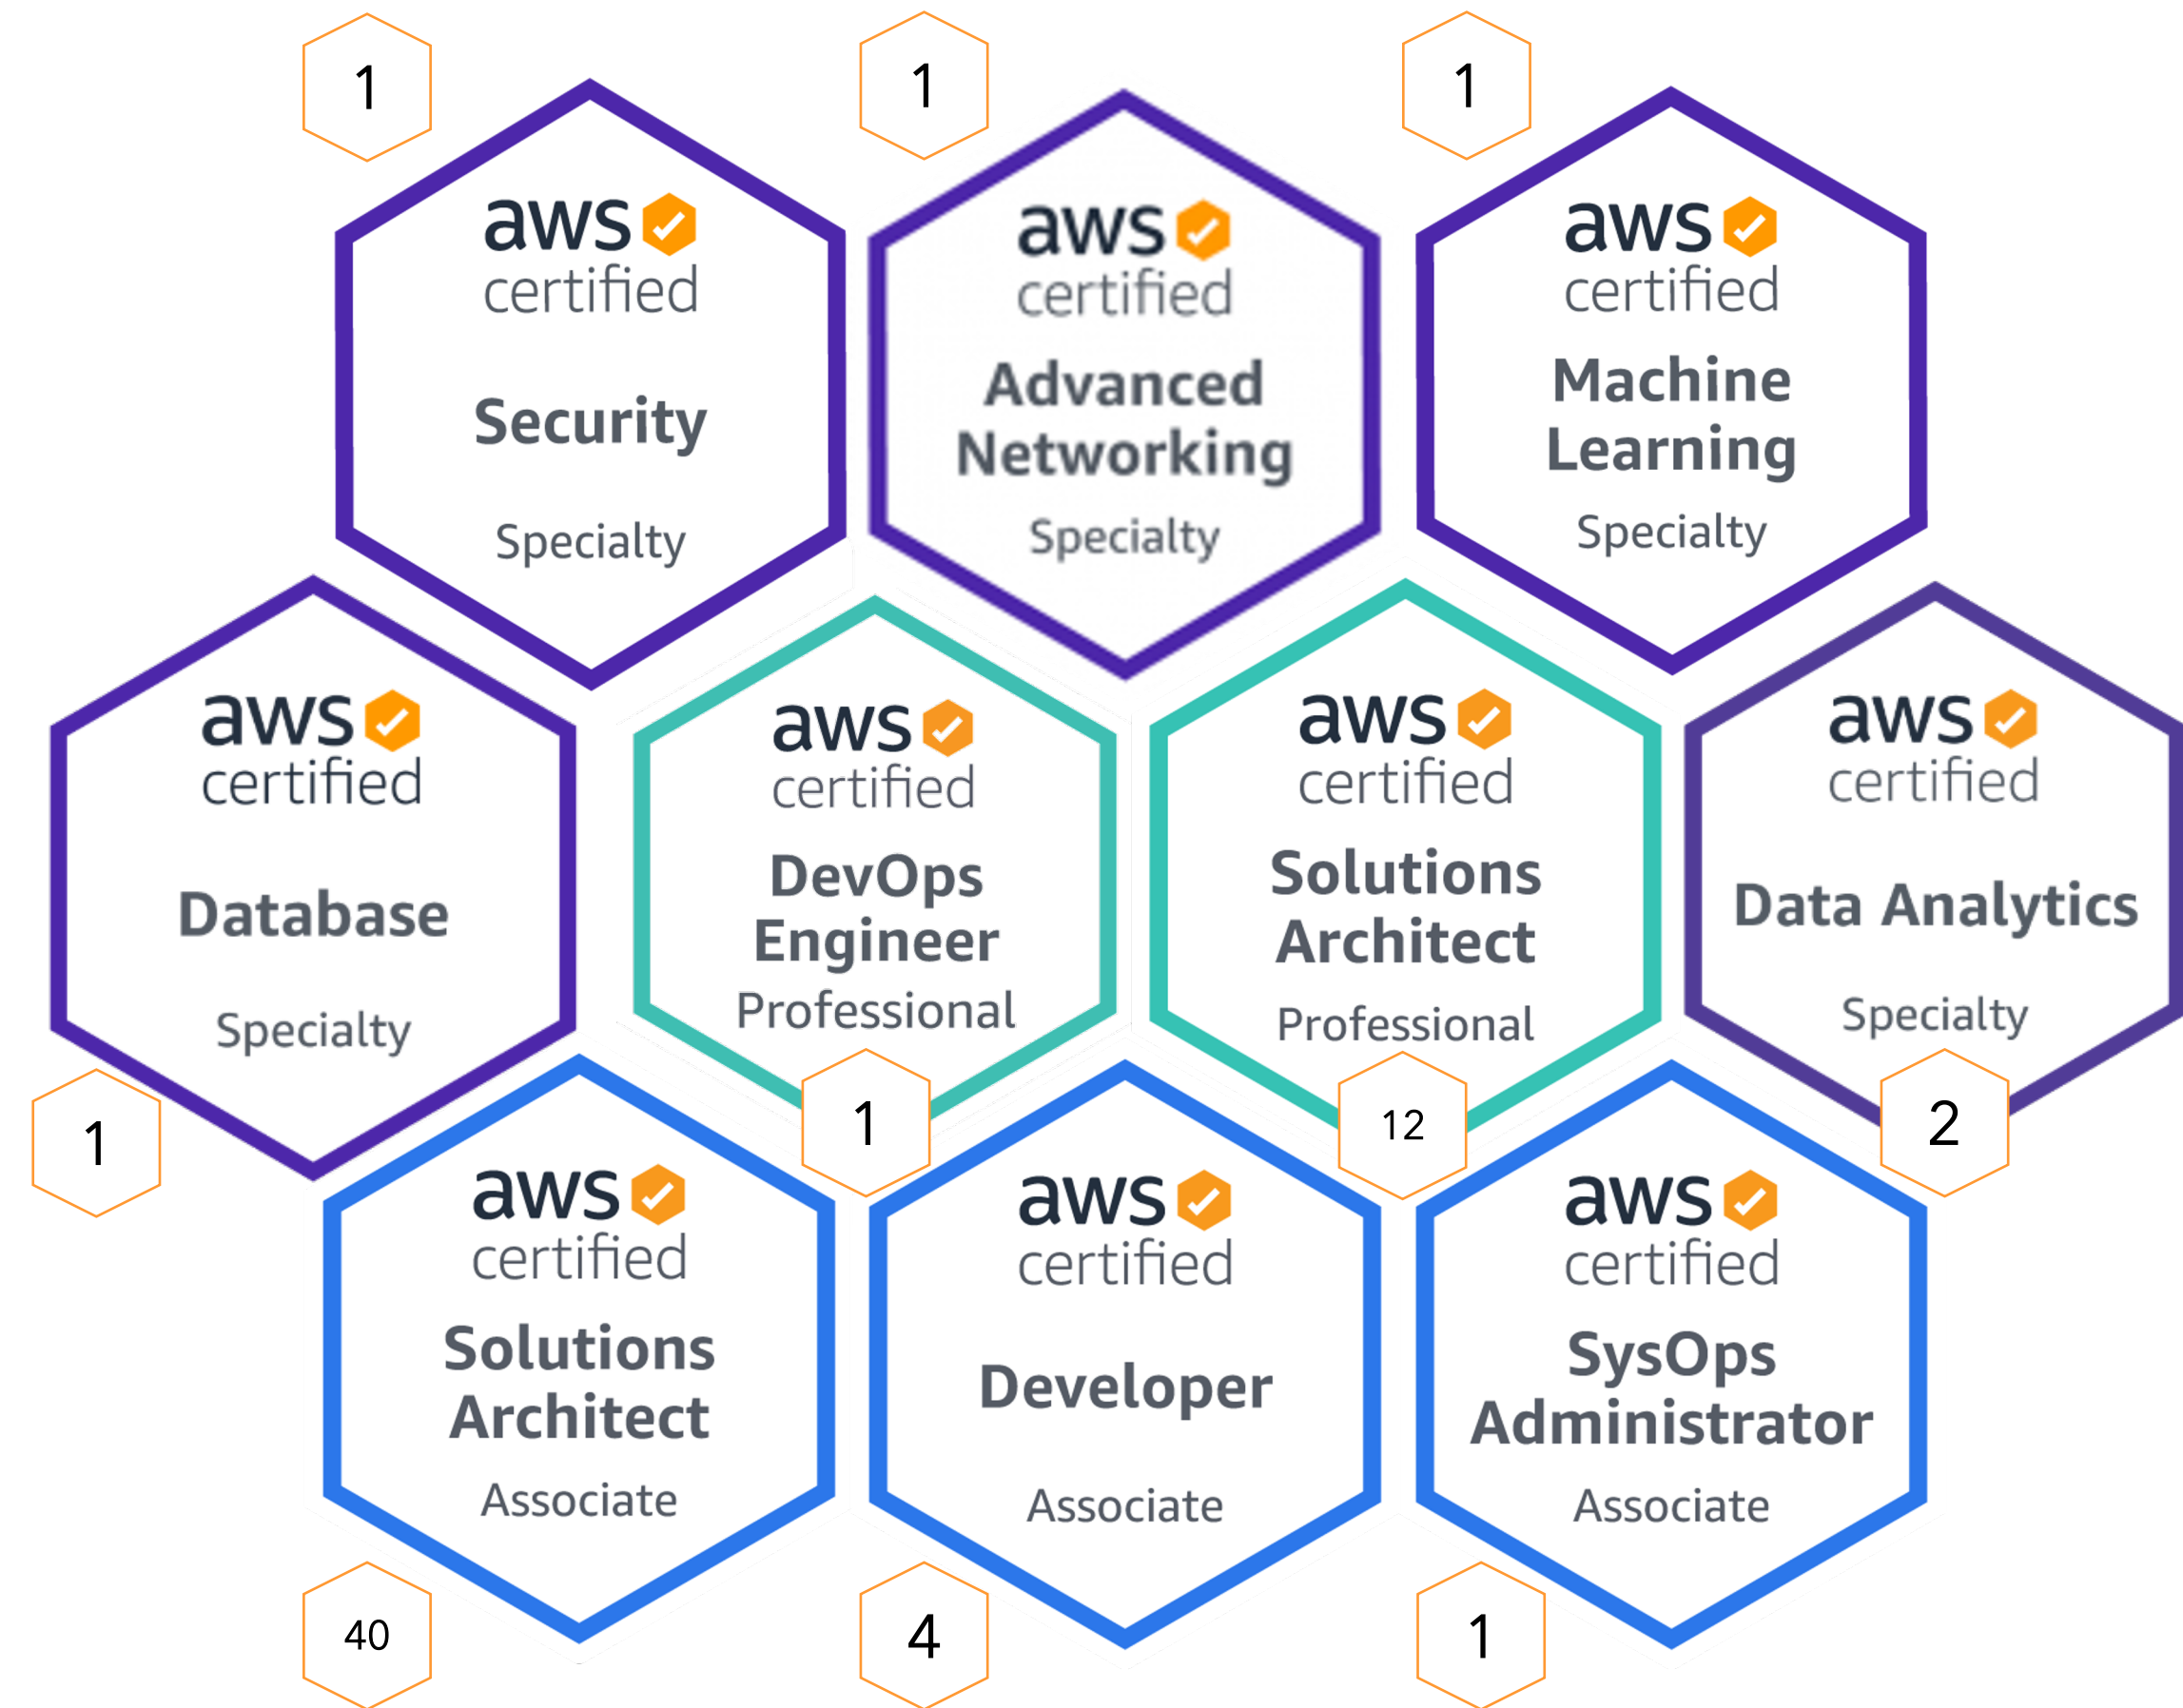 1
1
1
aws
certified
Security
Specialty
aws
certified
Advanced
Networking
Specialty
aws
certified
Machine
Learning
Specialty
aws
certified
Database
Specialty
1
aws
certified
DevOps
Engineer
Professional
1
aws
certified
Solutions
Architect
Professional
12
aws
certified
Data Analytics
Specialty
2
aws
certified
Solutions
Architect
Associate
40
aws
certified
Developer
Associate
4
aws
certified
SysOps
Administrator
Associate
1